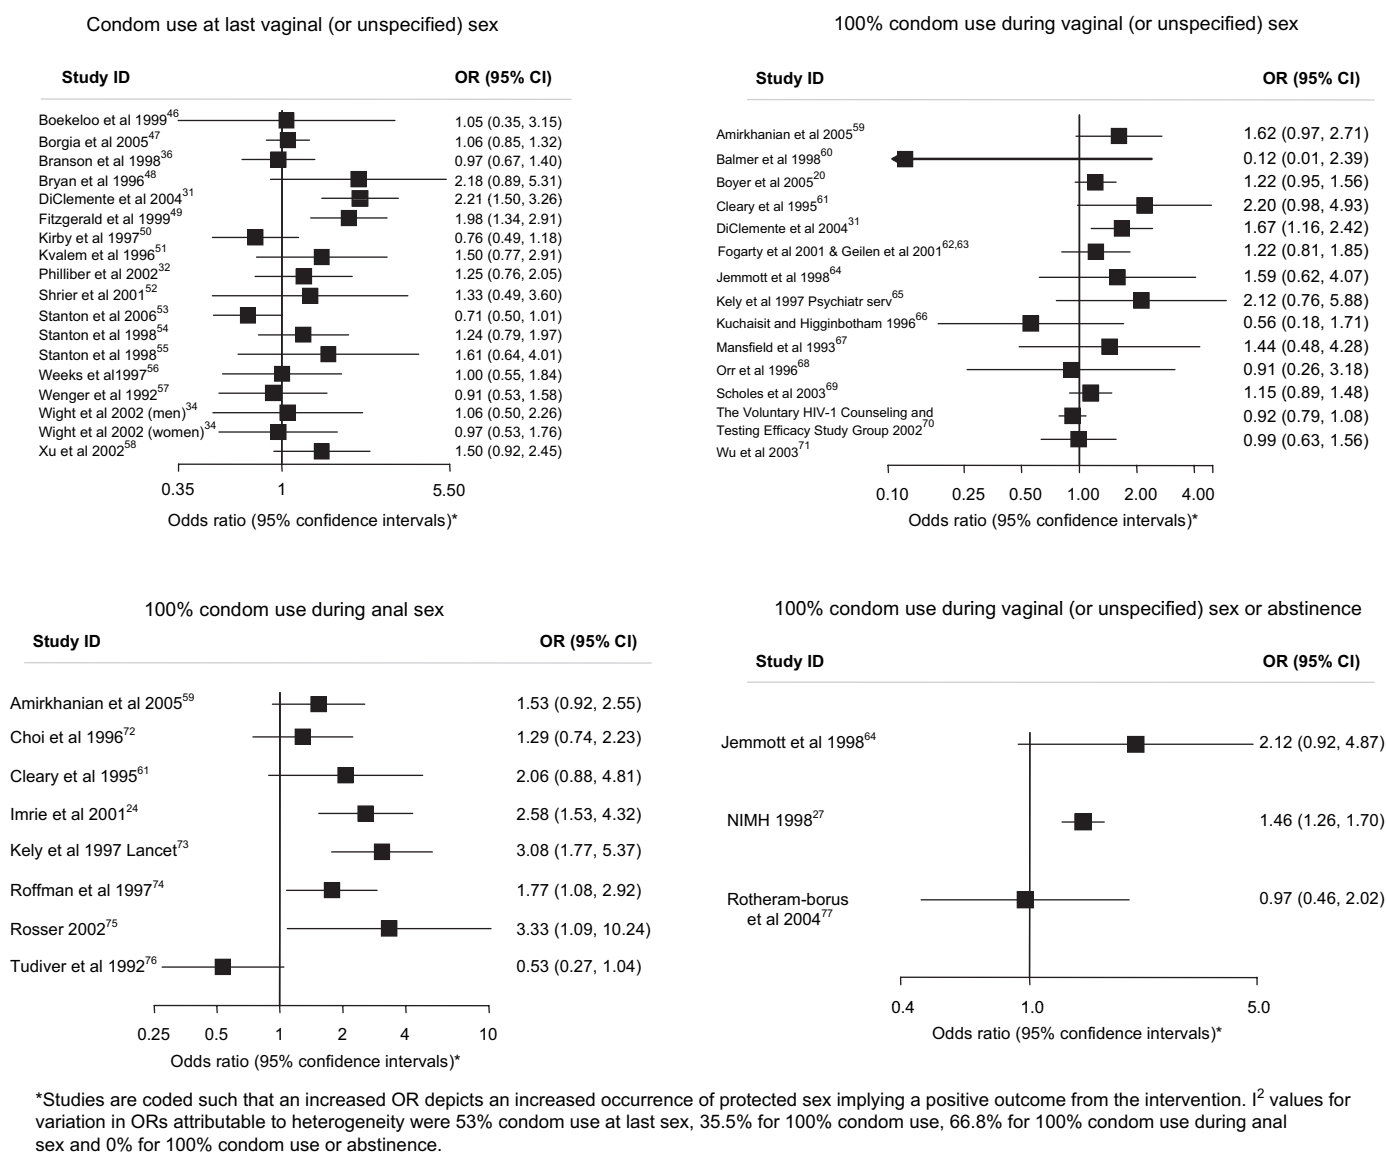 Condom use at last vaginal (or unspecified) sex
Study ID OR (95% CI)
Boekeloo et al 199946 1.05 (0.35, 3.15)
Borgia et al 200547 1.06 (0.85, 1.32)
Branson et al 199836 0.97 (0.67, 1.40)
Bryan et al 199648 2.18 (0.89, 5.31)
DiClemente et al 200431 2.21 (1.50, 3.26)
Fitzgerald et al 199949 1.98 (1.34, 2.91)
Kirby et al 199750 0.76 (0.49, 1.18)
Kvalem et al 199651 1.50 (0.77, 2.91)
Philliber et al 200232 1.25 (0.76, 2.05)
Shrier et al 200152 1.33 (0.49, 3.60)
Stanton et al 200653 0.71 (0.50, 1.01)
Stanton et al 199854 1.24 (0.79, 1.97)
Stanton et al 199855 1.61 (0.64, 4.01)
Weeks et al199756 1.00 (0.55, 1.84)
Wenger et al 199257 0.91 (0.53, 1.58)
Wight et al 2002 (men)34 1.06 (0.50, 2.26)
Wight et al 2002 (women)34 0.97 (0.53, 1.76)
Xu et al 200258 1.50 (0.92, 2.45)
0.35 1 5.50
Odds ratio (95% confidence intervals)*
100% condom use during vaginal (or unspecified) sex
Study ID OR (95% CI)
Amirkhanian et al 200559 1.62 (0.97, 2.71)
Balmer et al 199860 0.12 (0.01, 2.39)
Boyer et al 200520 1.22 (0.95, 1.56)
Cleary et al 199561 2.20 (0.98, 4.93)
DiClemente et al 200431 1.67 (1.16, 2.42)
Fogarty et al 2001 & Geilen et al 200162,63 1.22 (0.81, 1.85)
Jemmott et al 199864 1.59 (0.62, 4.07)
Kely et al 1997 Psychiatr serv65 2.12 (0.76, 5.88)
Kuchaisit and Higginbotham 199666 0.56 (0.18, 1.71)
Mansfield et al 199367 1.44 (0.48, 4.28)
Orr et al 199668 0.91 (0.26, 3.18)
Scholes et al 200369 1.15 (0.89, 1.48)
The Voluntary HIV-1 Counseling and 0.92 (0.79, 1.08)
Testing Efficacy Study Group 200270
Wu et al 200371 0.99 (0.63, 1.56)
0.10 0.25 0.50 1.00 2.00 4.00
Odds ratio (95% confidence intervals)*
100% condom use during anal sex
Study ID OR (95% CI)
Amirkhanian et al 200559 1.53 (0.92, 2.55)
Choi et al 199672 1.29 (0.74, 2.23)
Cleary et al 199561 2.06 (0.88, 4.81)
Imrie et al 200124 2.58 (1.53, 4.32)
Kely et al 1997 Lancet73 3.08 (1.77, 5.37)
Roffman et al 199774 1.77 (1.08, 2.92)
Rosser 200275 3.33 (1.09, 10.24)
Tudiver et al 199276 0.53 (0.27, 1.04)
0.25 0.5 1 2 4 10
Odds ratio (95% confidence intervals)*
100% condom use during vaginal (or unspecified) sex or abstinence
Study ID OR (95% CI)
Jemmott et al 199864 2.12 (0.92, 4.87)
NIMH 199827 1.46 (1.26, 1.70)
Rotheram-borus 0.97 (0.46, 2.02)
et al 200477
0.4 1.0 5.0
Odds ratio (95% confidence intervals)*
*Studies are coded such that an increased OR depicts an increased occurrence of protected sex implying a positive outcome from the intervention. I2 values for
variation in ORs attributable to heterogeneity were 53% condom use at last sex, 35.5% for 100% condom use, 66.8% for 100% condom use during anal
sex and 0% for 100% condom use or abstinence.